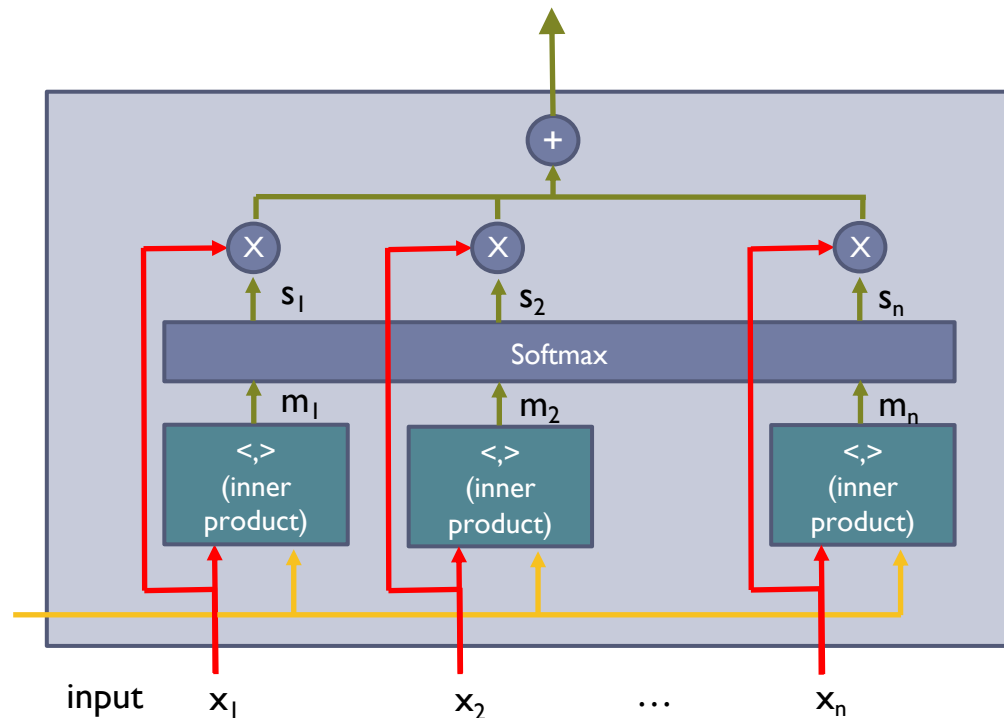 +
X X X
s₁ s₂ sₙ
Softmax
m₁ m₂ mₙ
<,> <,> <,>
(inner (inner (inner
product) product) product)
input x₁ x₂ ... xₙ